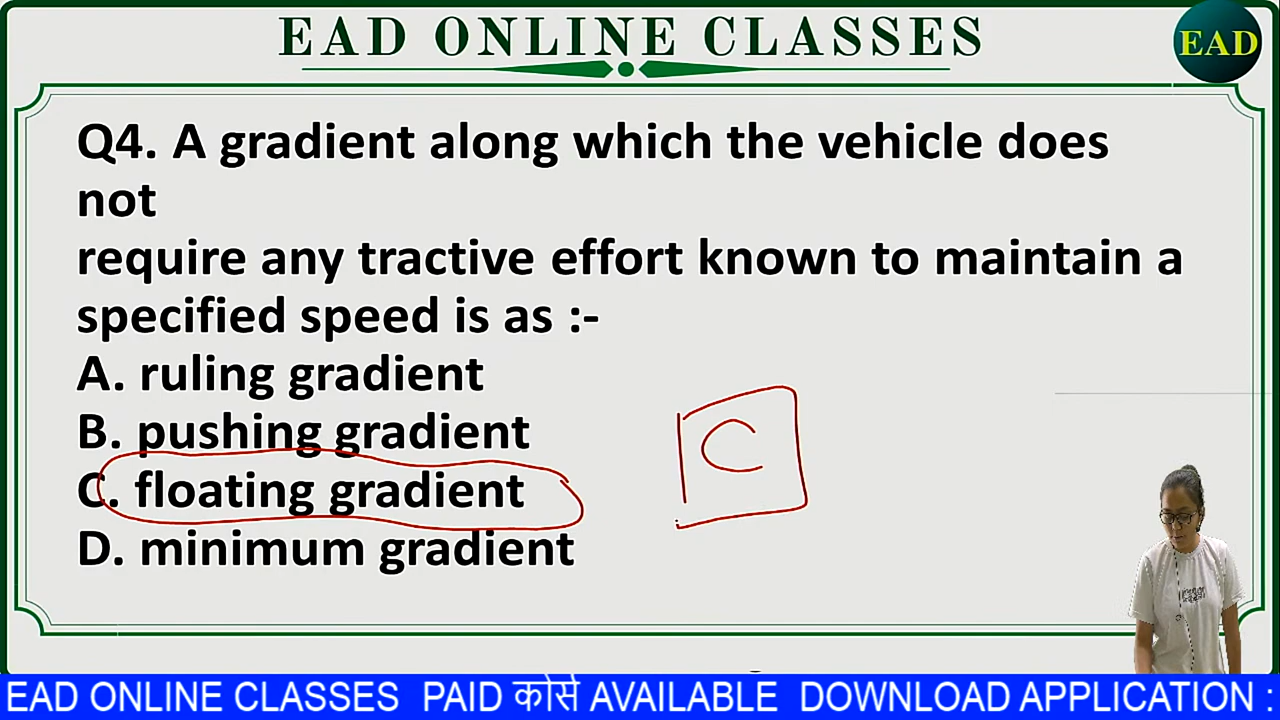 EAD ONLINE CLASSES
EAD
Q4. A gradient along which the vehicle does
not
require any tractive effort known to maintain a
specified speed is as :-
A. ruling gradient
B. pushing gradient
C. floating gradient
D. minimum gradient
C
EAD ONLINE CLASSES PAID कोर्स AVAILABLE DOWNLOAD APPLICATION :